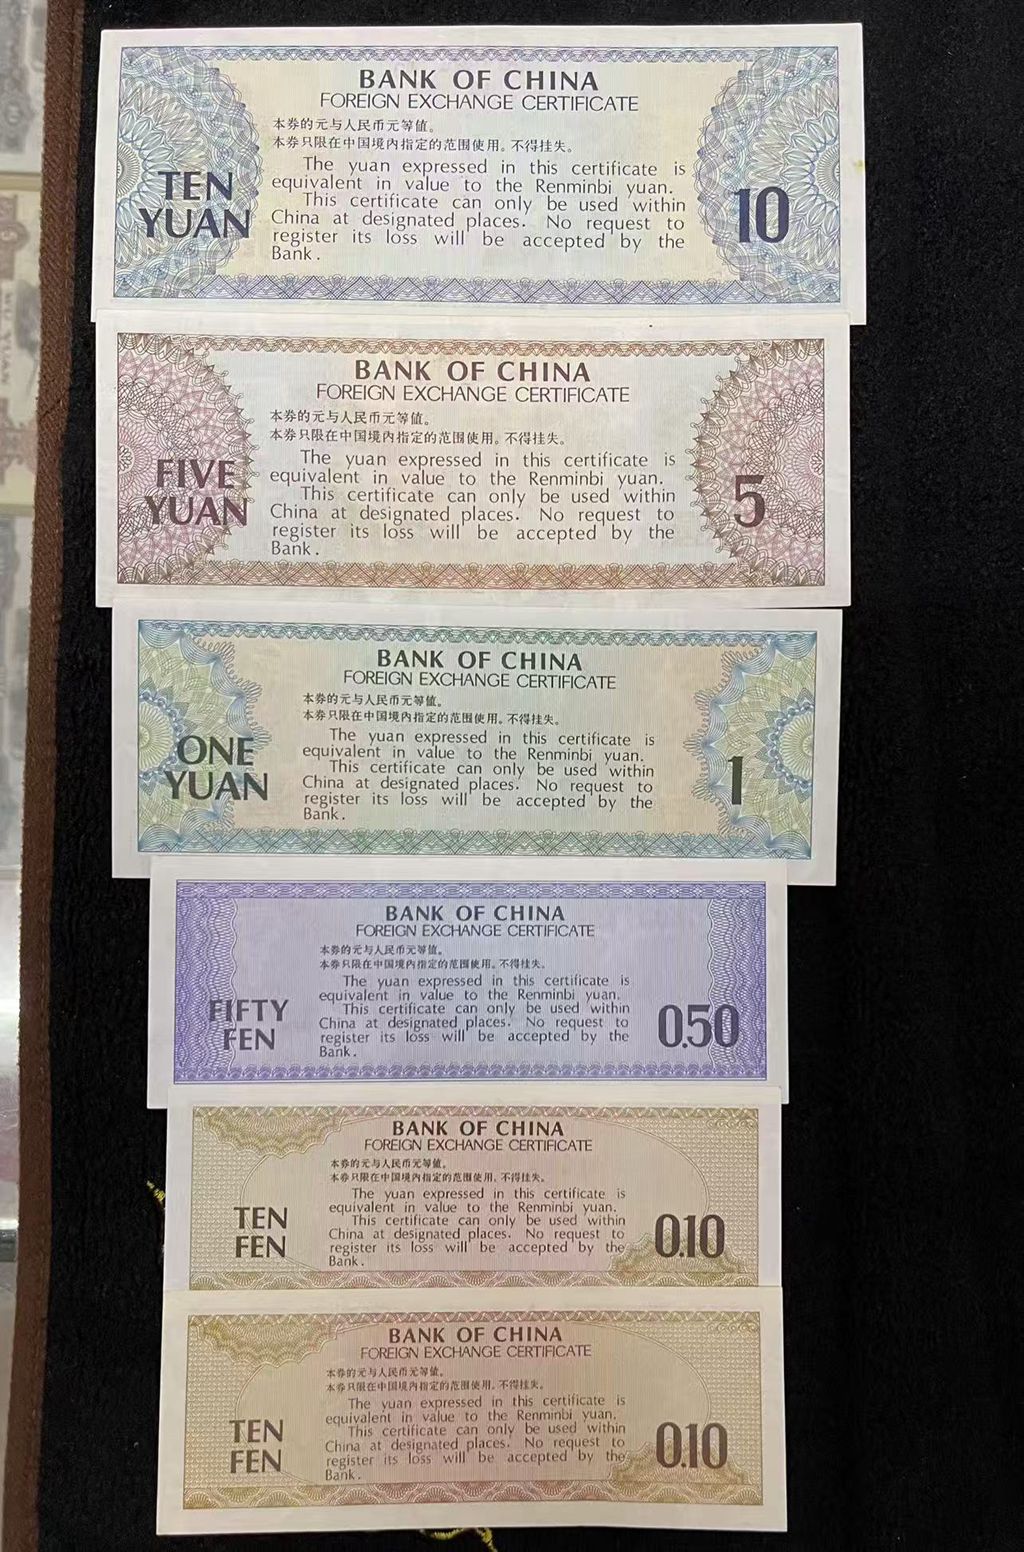 BANK OF CHINA
FOREIGN EXCHANGE CERTIFICATE
本券的元与人民币元等值。
本券只限在中国境内指定的范围使用。不得挂失。
The yuan expressed in this certificate is
equivalent in value to the Renminbi yuan.
This certificate can only be used within
China at designated places. No request to
register its loss will be accepted by the
Bank.
TEN
YUAN
10
BANK OF CHINA
FOREIGN EXCHANGE CERTIFICATE
本券的元与人民币元等值。
本券只限在中国境内指定的范围使用。不得挂失。
The yuan expressed in this certificate is
equivalent in value to the Renminbi yuan.
This certificate can only be used within
China at designated places. No request to
register its loss will be accepted by the
Bank.
FIVE
YUAN
5
BANK OF CHINA
FOREIGN EXCHANGE CERTIFICATE
本券的元与人民币元等值。
本券只限在中国境内指定的范围使用。不得挂失。
The yuan expressed in this certificate is
equivalent in value to the Renminbi yuan.
This certificate can only be used within
China at designated places. No request to
register its loss will be accepted by the
Bank.
ONE
YUAN
1
BANK OF CHINA
FOREIGN EXCHANGE CERTIFICATE
本券的元与人民币元等值。
本券只限在中国境内指定的范围使用。不得挂失。
The yuan expressed in this certificate is
equivalent in value to the Renminbi yuan.
This certificate can only be used within
China at designated places. No request to
register its loss will be accepted by the
Bank.
FIFTY
FEN
0.50
BANK OF CHINA
FOREIGN EXCHANGE CERTIFICATE
本券的元与人民币元等值。
本券只限在中国境内指定的范围使用。不得挂失。
The yuan expressed in this certificate is
equivalent in value to the Renminbi yuan.
This certificate can only be used within
China at designated places. No request to
register its loss will be accepted by the
Bank.
TEN
FEN
0.10
BANK OF CHINA
FOREIGN EXCHANGE CERTIFICATE
本券的元与人民币元等值。
本券只限在中国境内指定的范围使用。不得挂失。
The yuan expressed in this certificate is
equivalent in value to the Renminbi yuan.
This certificate can only be used within
China at designated places. No request to
register its loss will be accepted by the
Bank.
TEN
FEN
0.10
WU YUAN